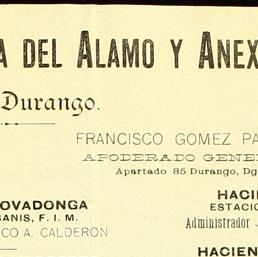 A DEL ALAMO Y ANEX
Durango.
FRANCISCO GOMEZ PA
APODERADO GENE
Apartado 85 Durango, Dg
OVADONGA
SANIS, F. I. M.
CO A. CALDERON
HACI
ESTACIO
Administrador J
HACIEN